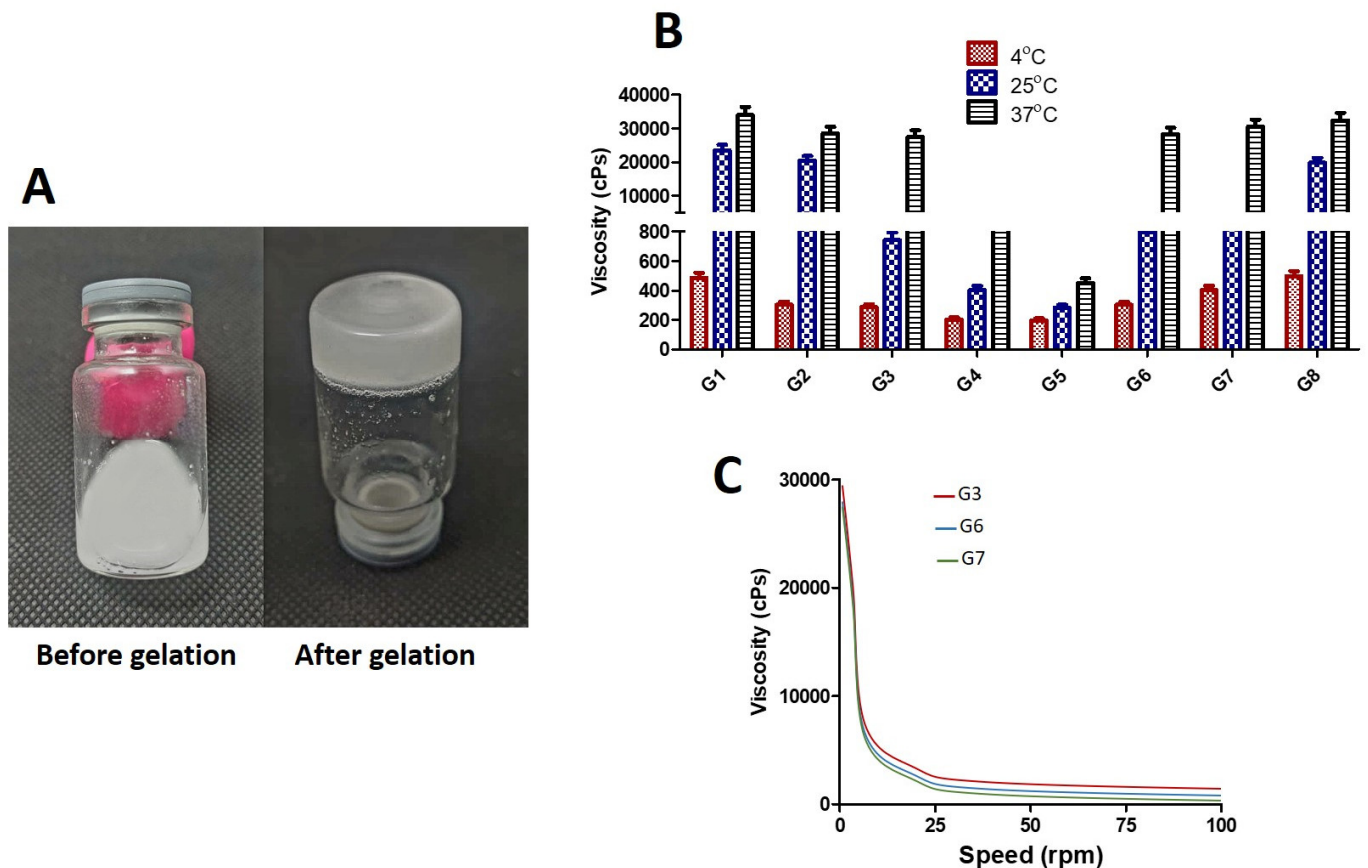 A
Before gelation
After gelation
B
4°C
25°C
37°C
Viscosity (cPs)
40000
30000
20000
10000
800
600
400
200
0
G1
G2
G3
G4
G5
G6
G7
G8
C
G3
G6
G7
Viscosity (cPs)
30000
20000
10000
0
0
25
50
75
100
Speed (rpm)